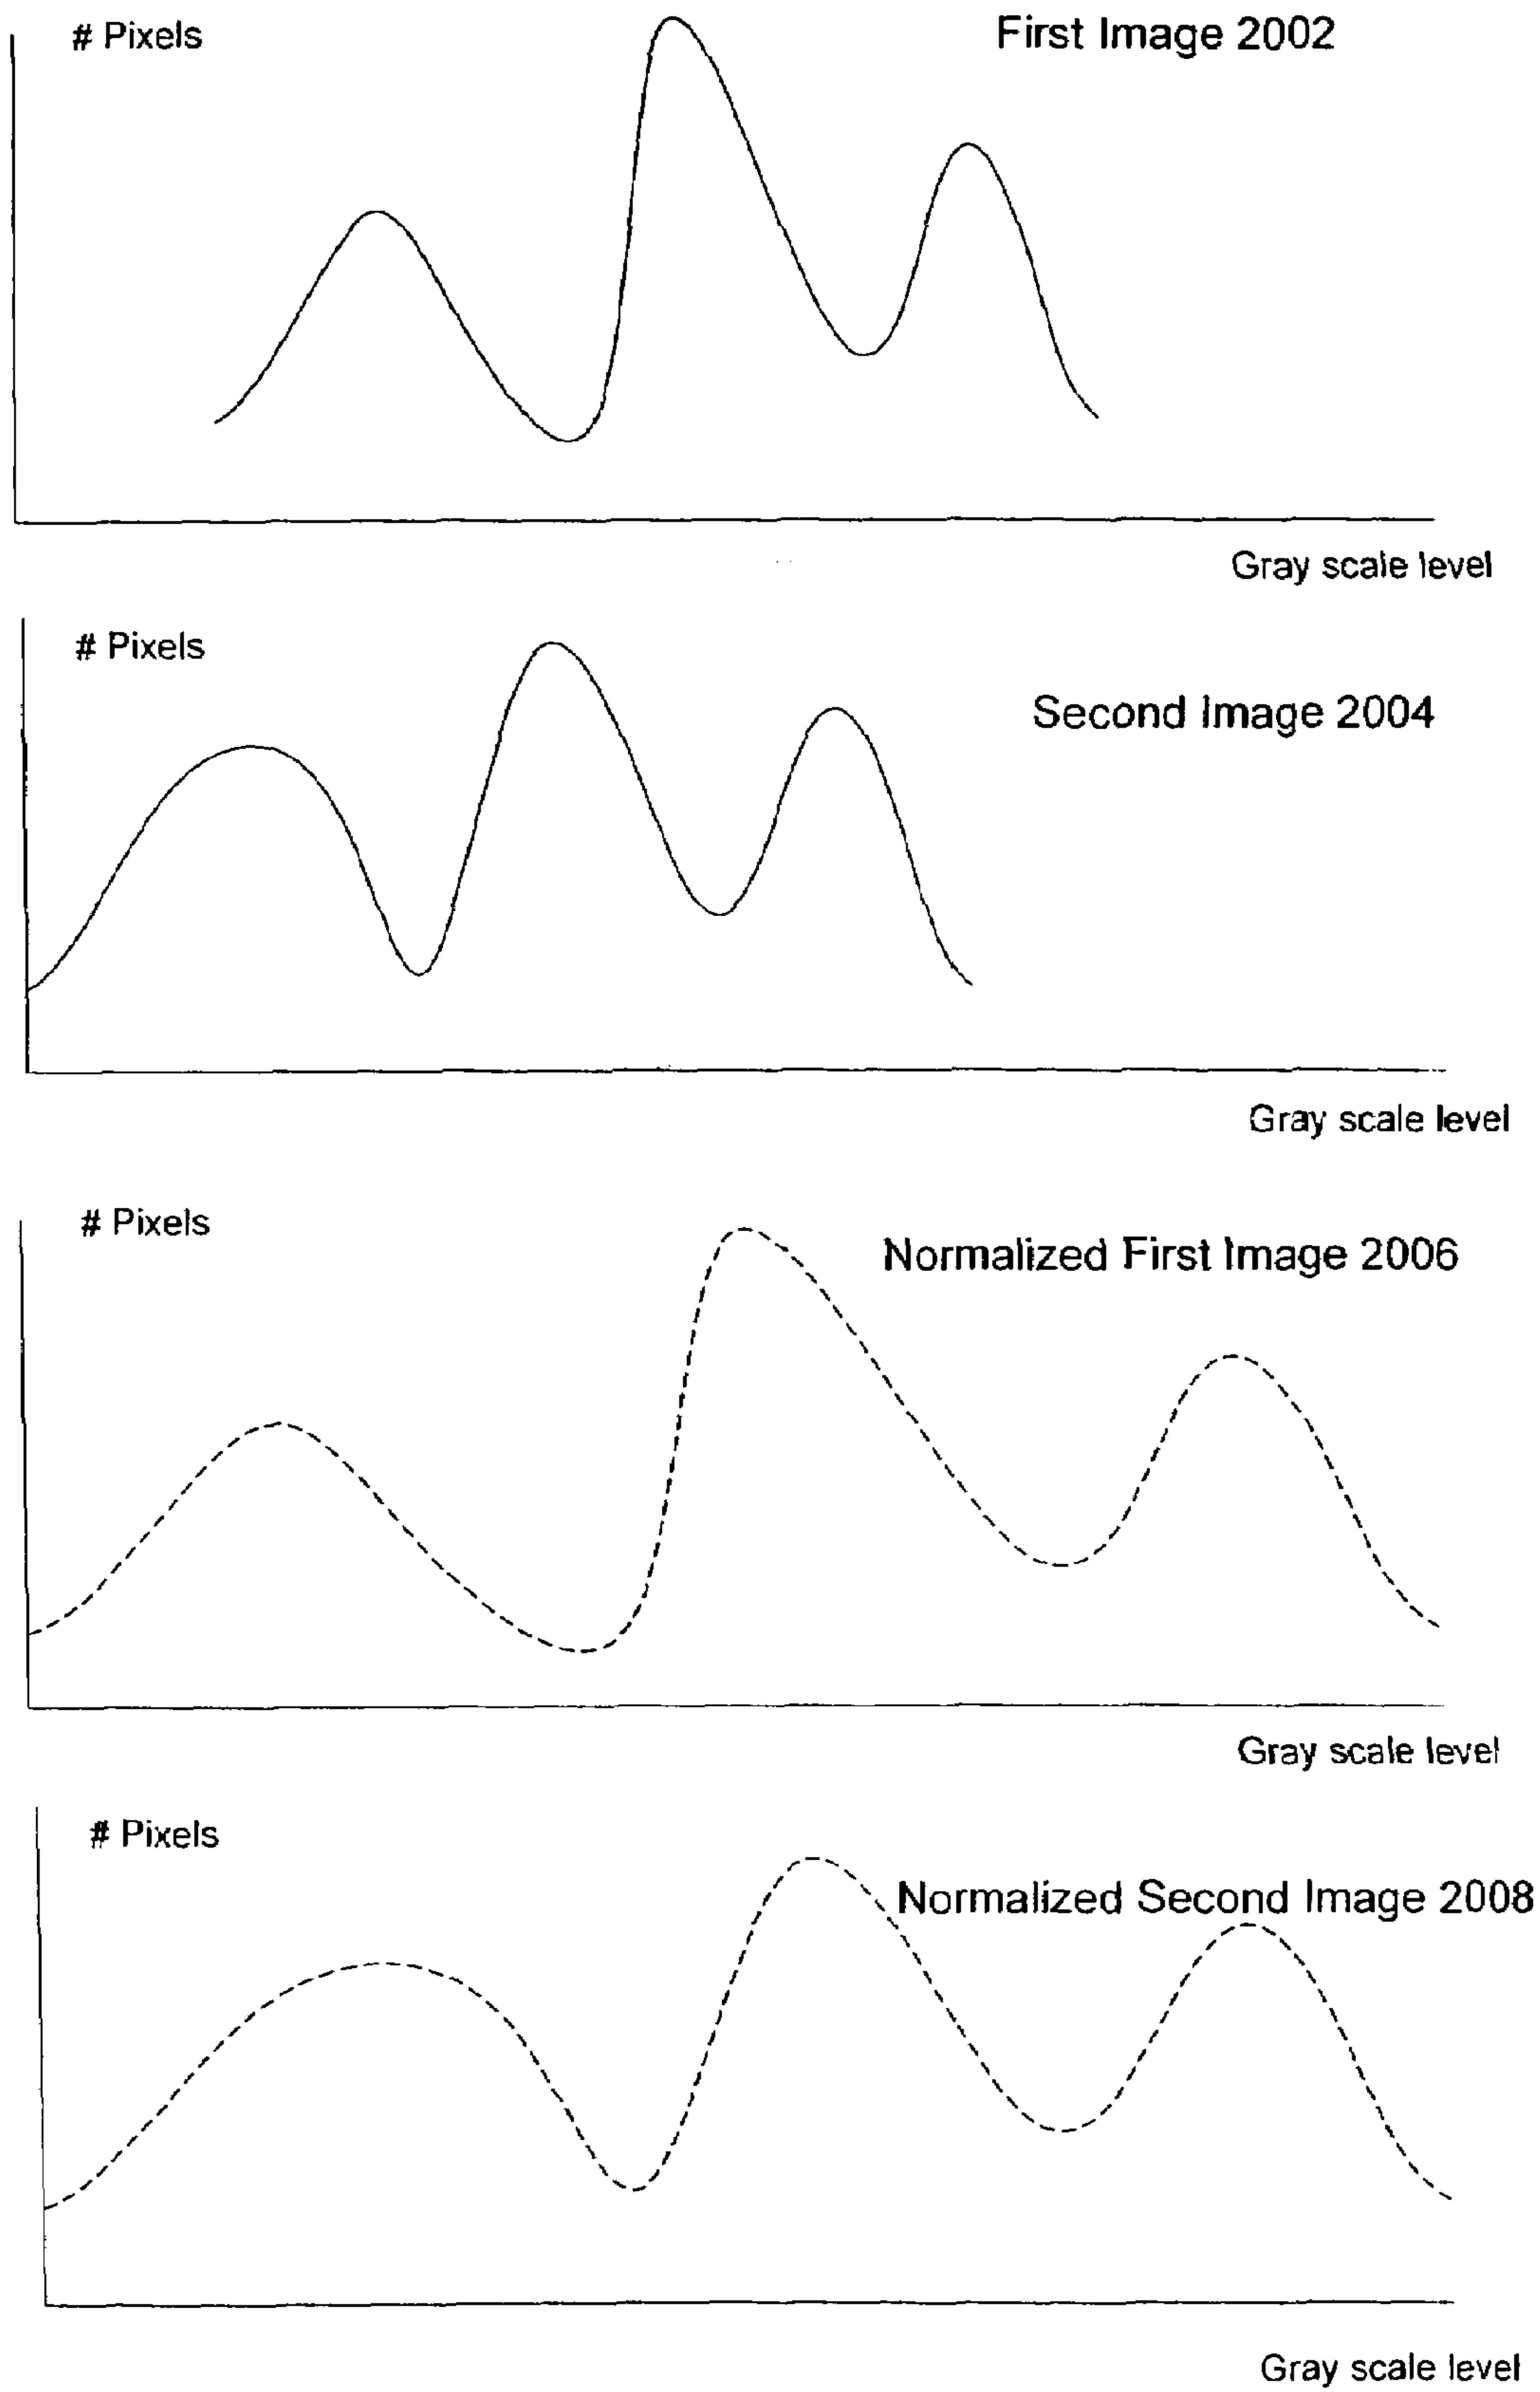 # Pixels
First Image 2002
Gray scale level
# Pixels
Second Image 2004
Gray scale level
# Pixels
Normalized First Image 2006
Gray scale level
# Pixels
Normalized Second Image 2008
Gray scale level